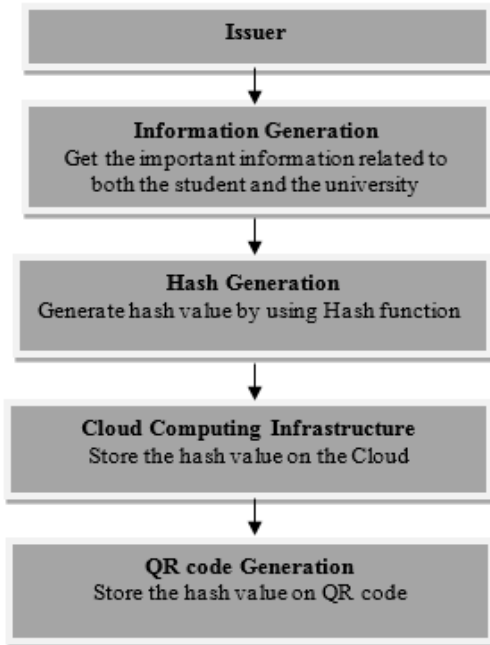 Issuer
Information Generation
Get the important information related to
both the student and the university
Hash Generation
Generate hash value by using Hash function
Cloud Computing Infrastructure
Store the hash value on the Cloud
QR code Generation
Store the hash value on QR code